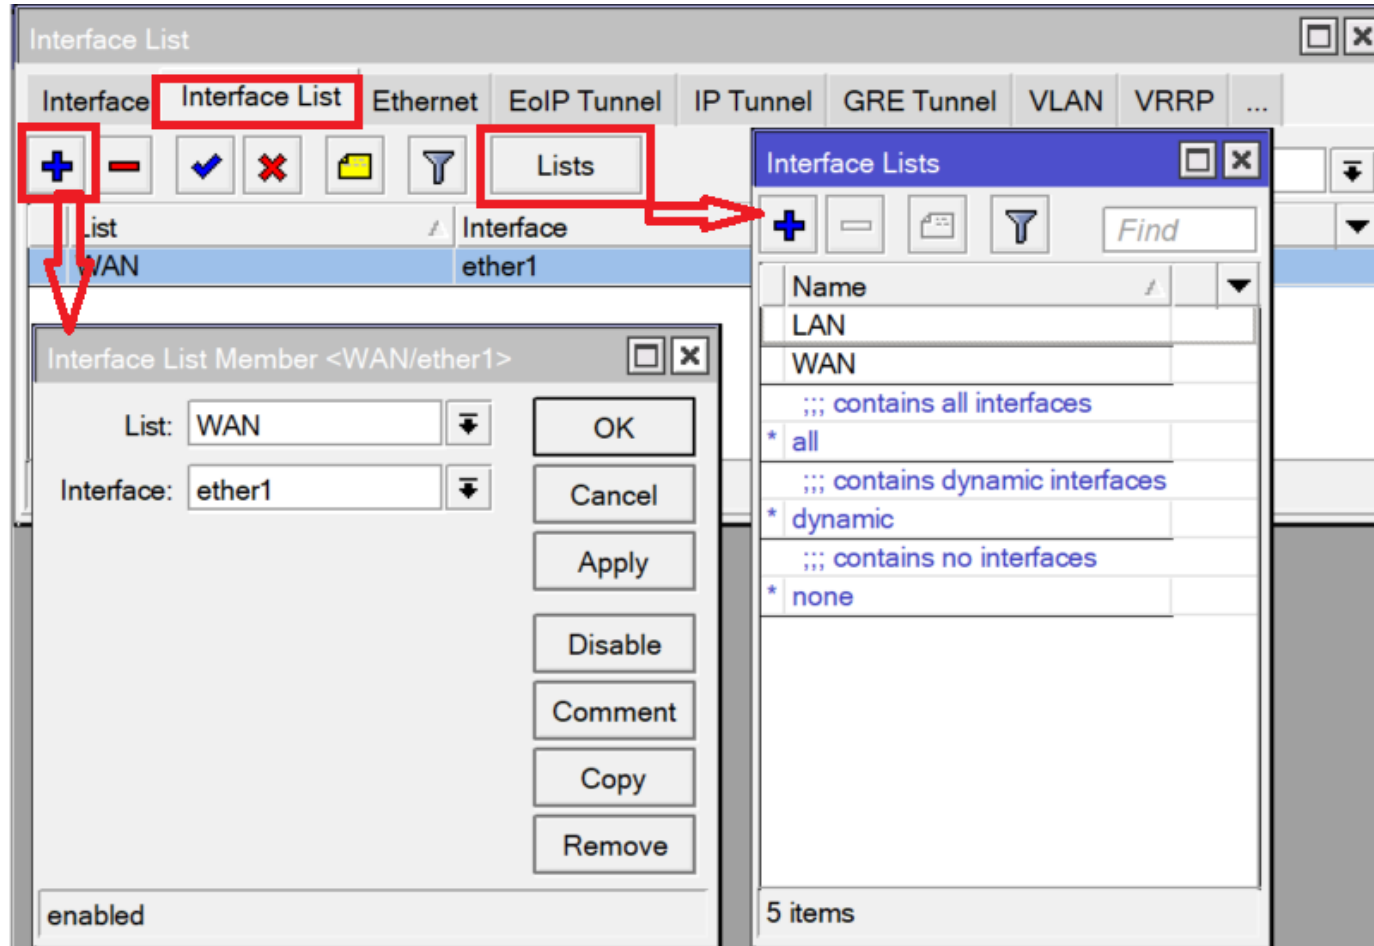 Interface List
Interface Interface List Ethernet EoIP Tunnel IP Tunnel GRE Tunnel VLAN VRRP ...
Lists
List Interface
WAN ether1
Interface List Member <WAN/ether1>
List: WAN
Interface: ether1
OK
Cancel
Apply
Disable
Comment
Copy
Remove
enabled
Interface Lists
Find
Name
LAN
WAN
;;; contains all interfaces
* all
;;; contains dynamic interfaces
* dynamic
;;; contains no interfaces
* none
5 items